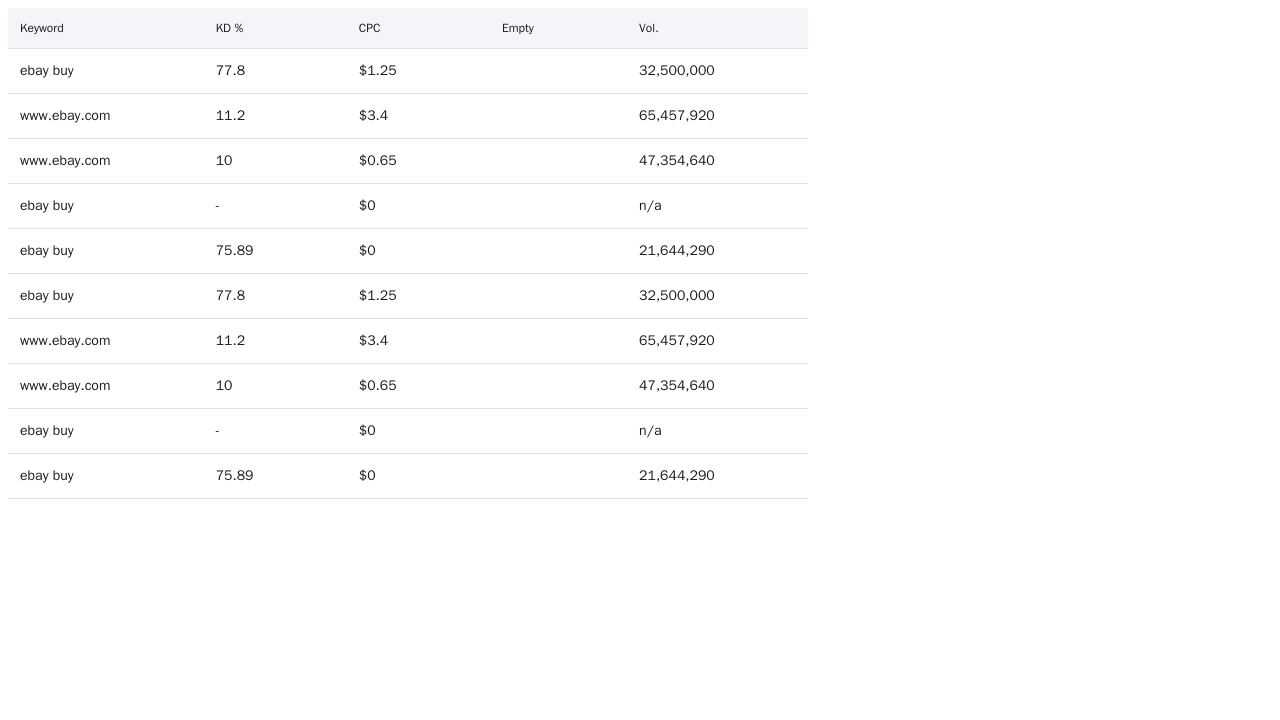 Keyword KD % CPC Empty Vol.
ebay buy 77.8 $1.25 32,500,000
www.ebay.com 11.2 $3.4 65,457,920
www.ebay.com 10 $0.65 47,354,640
ebay buy - $0 n/a
ebay buy 75.89 $0 21,644,290
ebay buy 77.8 $1.25 32,500,000
www.ebay.com 11.2 $3.4 65,457,920
www.ebay.com 10 $0.65 47,354,640
ebay buy - $0 n/a
ebay buy 75.89 $0 21,644,290